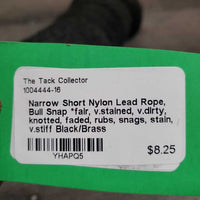 The Tack Collector
1004444-16
Narrow Short Nylon Lead Rope,
Bull Snap *fair, v.stained, v.dirty,
knotted, faded, rubs, snags, stain,
v.stiff Black/Brass
YHAPQ5
$8.25